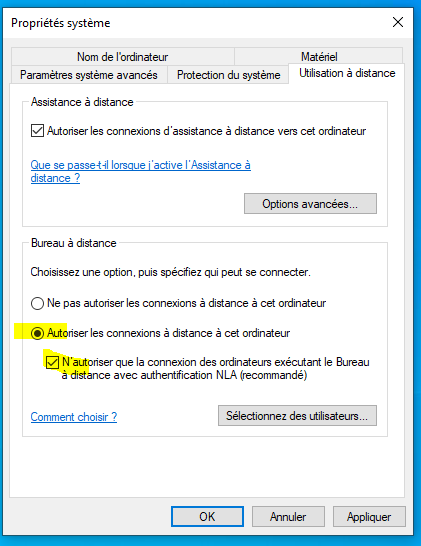 Propriétés système
Nom de l'ordinateur
Matériel
Paramètres système avancés
Protection du système
Utilisation à distance
Assistance à distance
Autoriser les connexions d'assistance à distance vers cet ordinateur
Que se passe-t-il lorsque j'active l'Assistance à
distance ?
Options avancées...
Bureau à distance
Choisissez une option, puis spécifiez qui peut se connecter.
Ne pas autoriser les connexions à distance à cet ordinateur
Autoriser les connexions à distance à cet ordinateur
N'autoriser que la connexion des ordinateurs exécutant le Bureau
à distance avec authentification NLA (recommandé)
Comment choisir ?
Sélectionnez des utilisateurs...
OK
Annuler
Appliquer